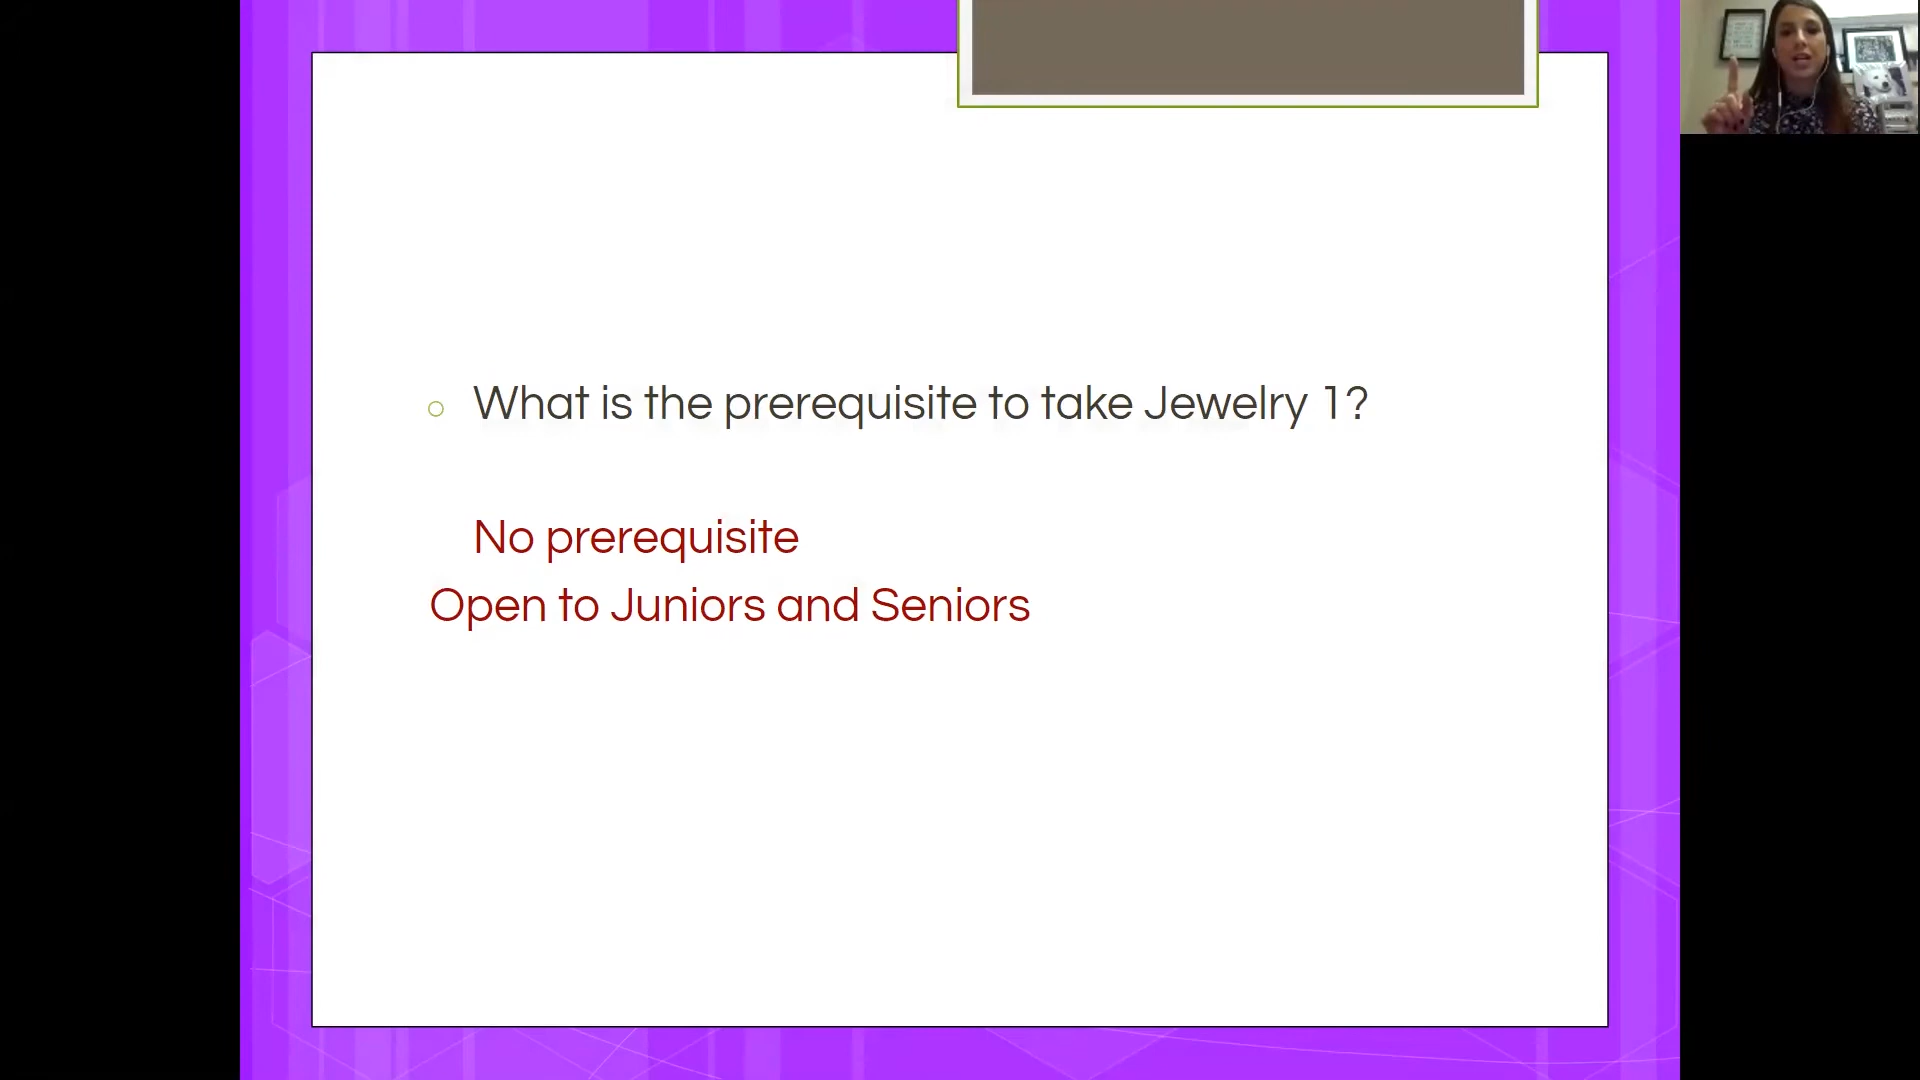 What is the prerequisite to take Jewelry 1?
No prerequisite
Open to Juniors and Seniors